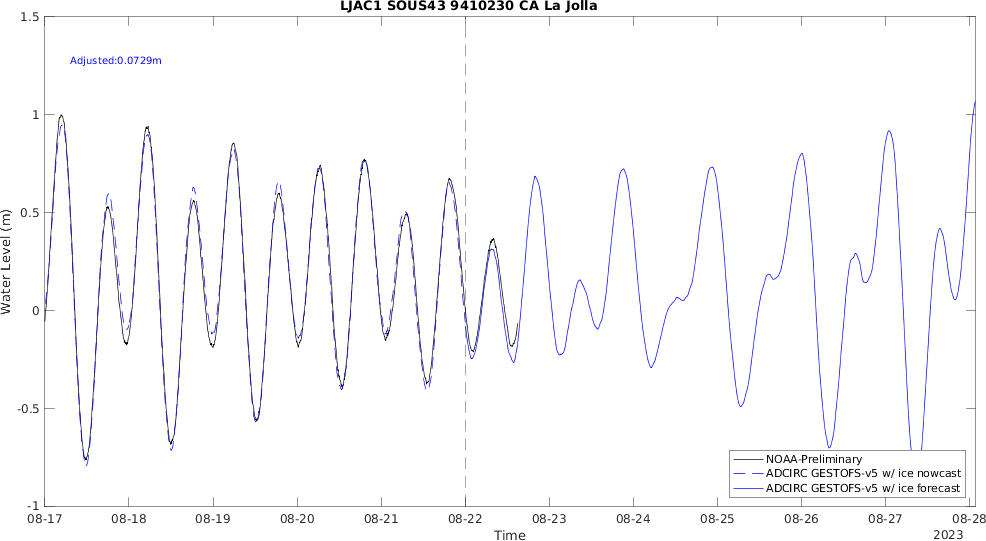 LJAC1 SOUS43 9410230 CA La Jolla
1.5
Adjusted:0.0729m
1
0.5
0
-0.5
-1
Water Level (m)
NOAA-Preliminary
ADCIRC GESTOFS-v5 w/ ice nowcast
ADCIRC GESTOFS-v5 w/ ice forecast
08-17 08-18 08-19 08-20 08-21 08-22 08-23 08-24 08-25 08-26 08-27 08-28
Time
2023